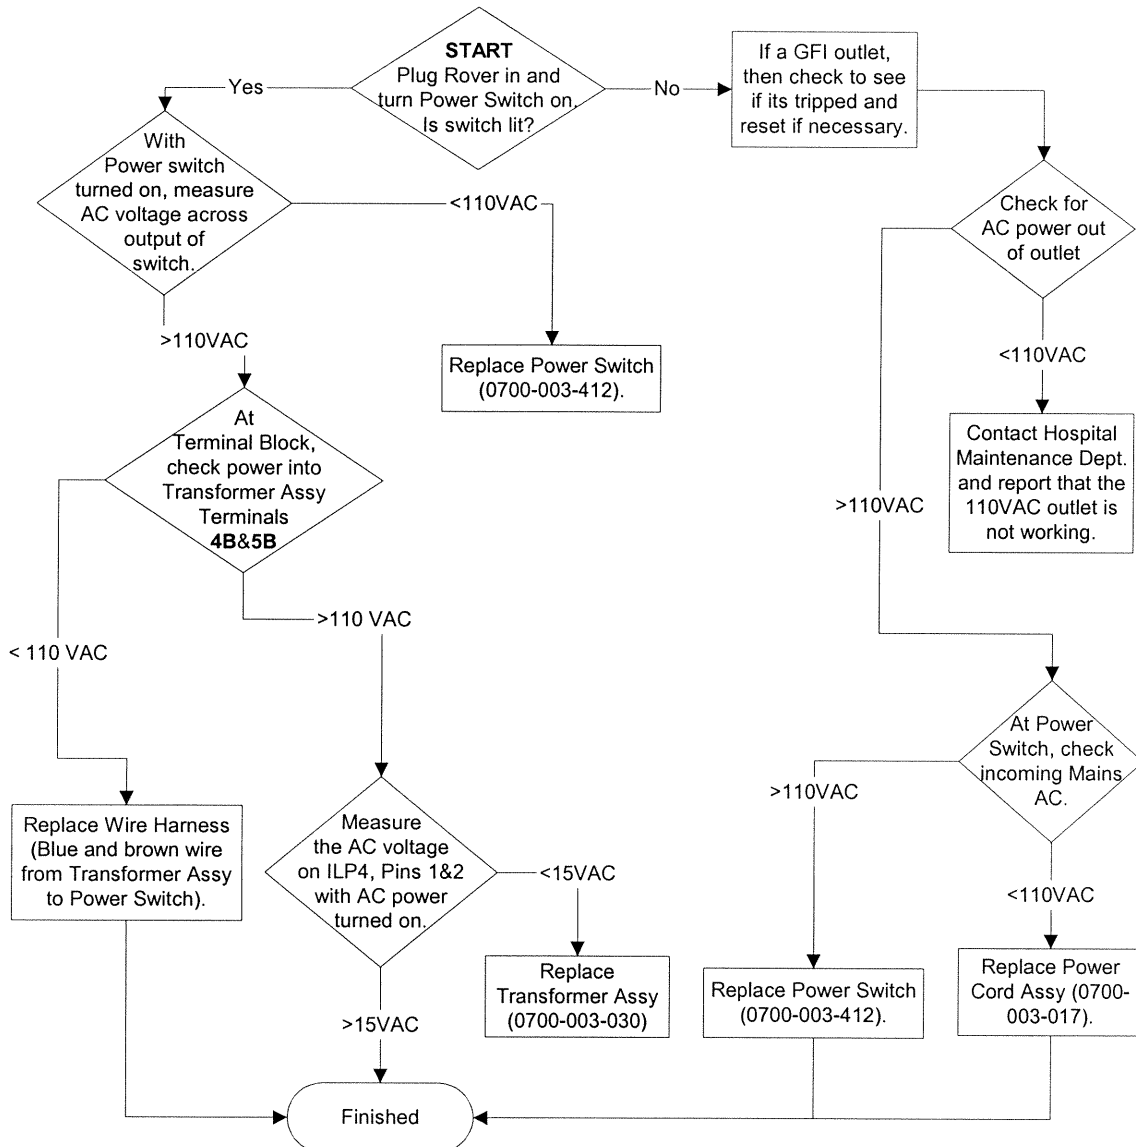 START
Plug Rover in and
turn Power Switch on.
Is switch lit?
Yes
No
If a GFI outlet,
then check to see
if its tripped and
reset if necessary.
With
Power switch
turned on, measure
AC voltage across
output of
switch.
<110VAC
Check for
AC power out
of outlet
>110VAC
Replace Power Switch
(0700-003-412).
<110VAC
At
Terminal Block,
check power into
Transformer Assy
Terminals
4B&5B
Contact Hospital
Maintenance Dept.
and report that the
110VAC outlet is
not working.
>110VAC
>110 VAC
< 110 VAC
At Power
Switch, check
incoming Mains
AC.
>110VAC
Replace Wire Harness
(Blue and brown wire
from Transformer Assy
to Power Switch).
Measure
the AC voltage
on ILP4, Pins 1&2
with AC power
turned on.
<15VAC
<110VAC
Replace
Transformer Assy
(0700-003-030)
Replace Power Switch
(0700-003-412).
Replace Power
Cord Assy (0700-
003-017).
>15VAC
Finished